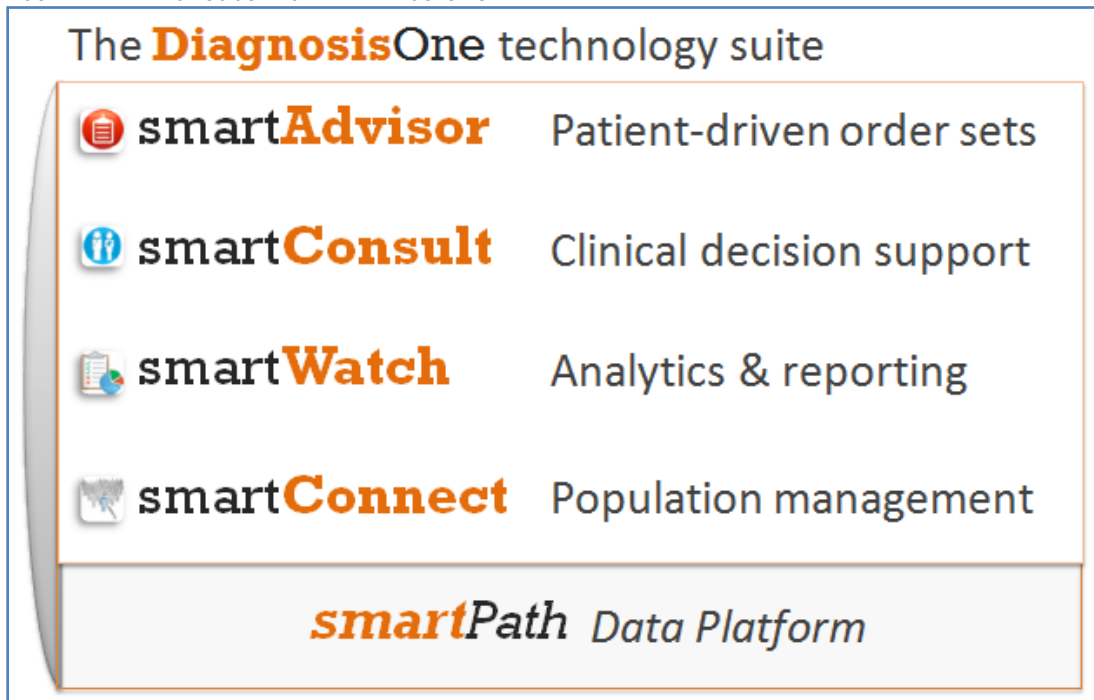 The DiagnosisOne technology suite
smartAdvisor Patient-driven order sets
smartConsult Clinical decision support
smartWatch Analytics & reporting
smartConnect Population management
smartPath Data Platform